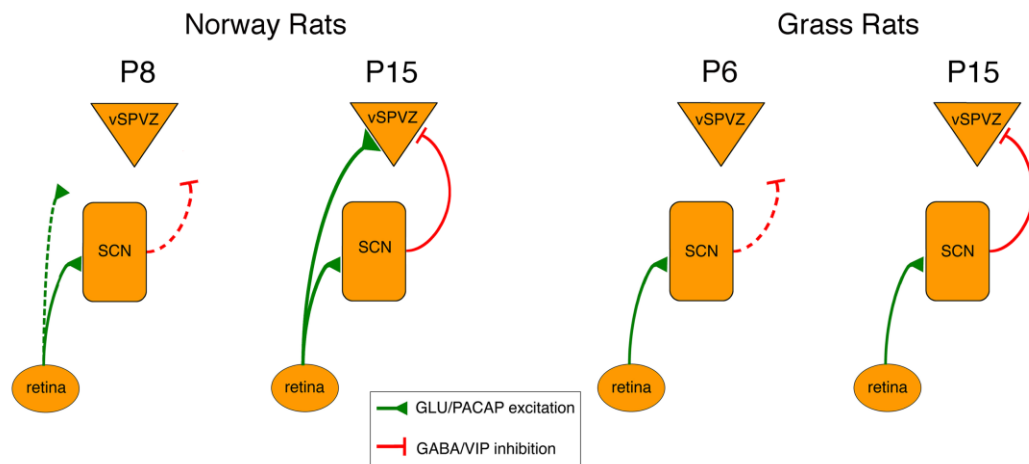 Norway Rats
Grass Rats
P8
P15
P6
P15
vSPVZ
vSPVZ
vSPVZ
vSPVZ
SCN
SCN
SCN
SCN
retina
retina
retina
retina
GLU/PACAP excitation
GABA/VIP inhibition